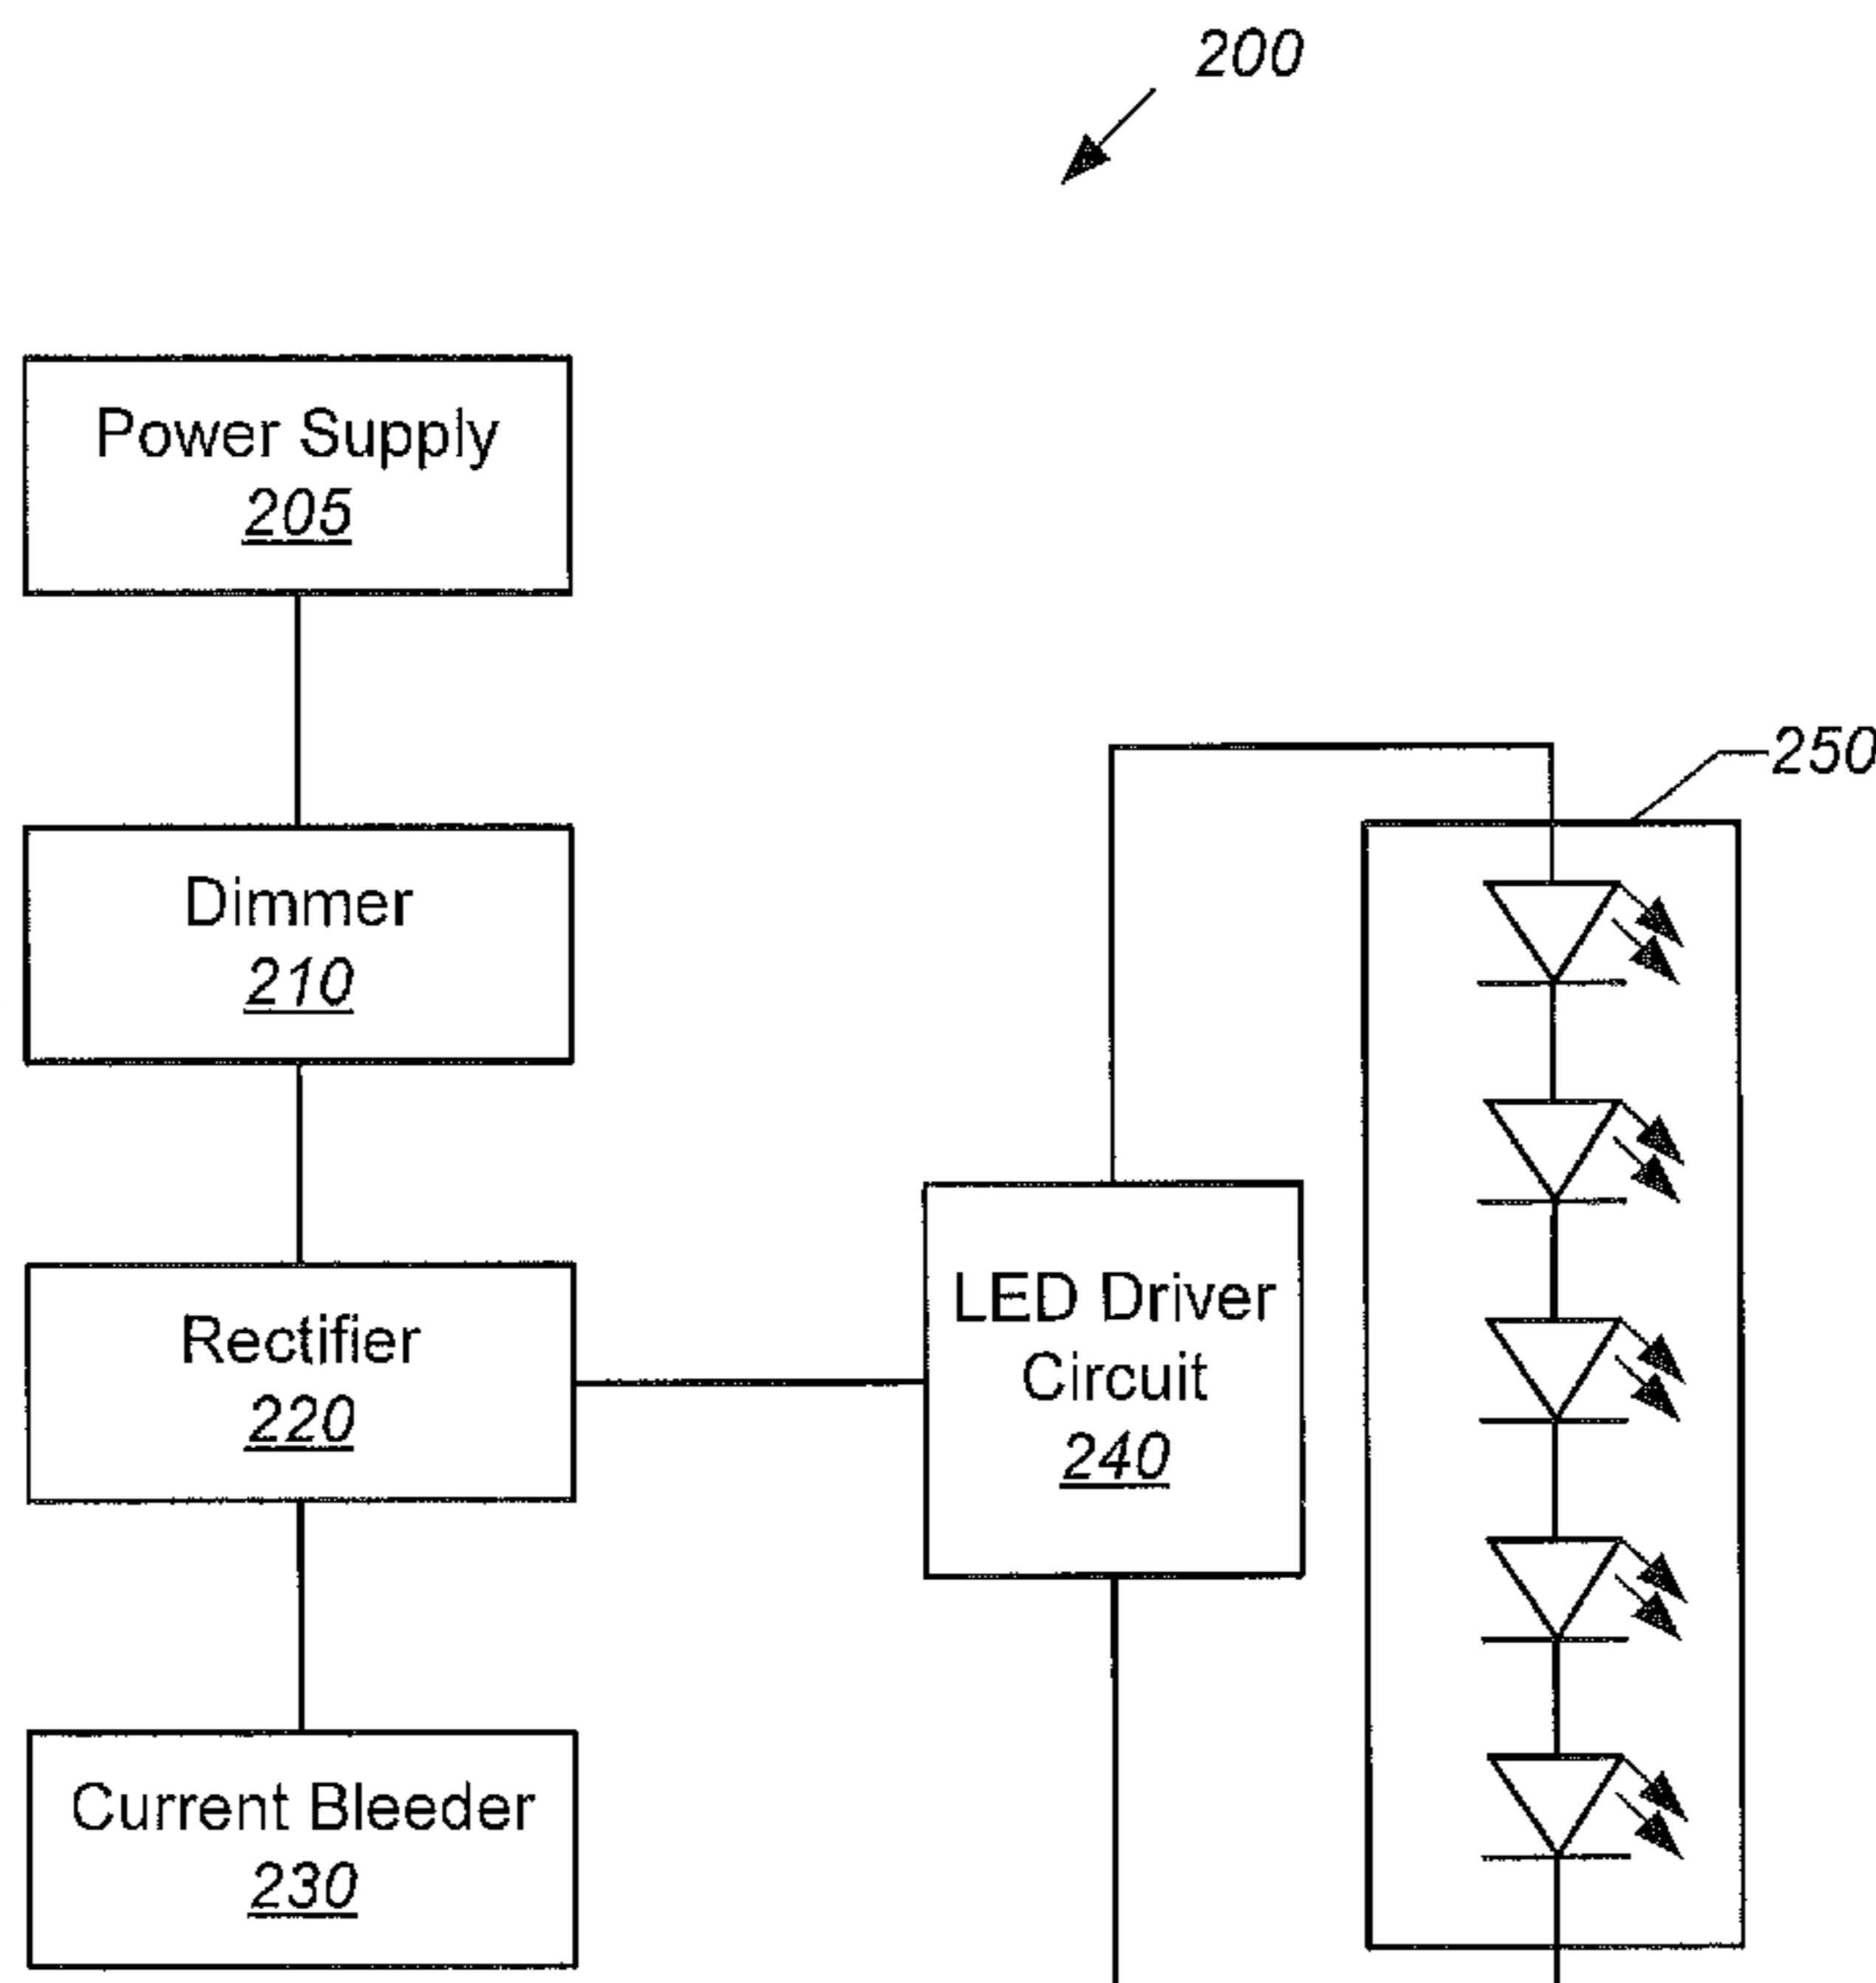 200
Power Supply
205
250
Dimmer
210
LED Driver
Circuit
240
Rectifier
220
Current Bleeder
230